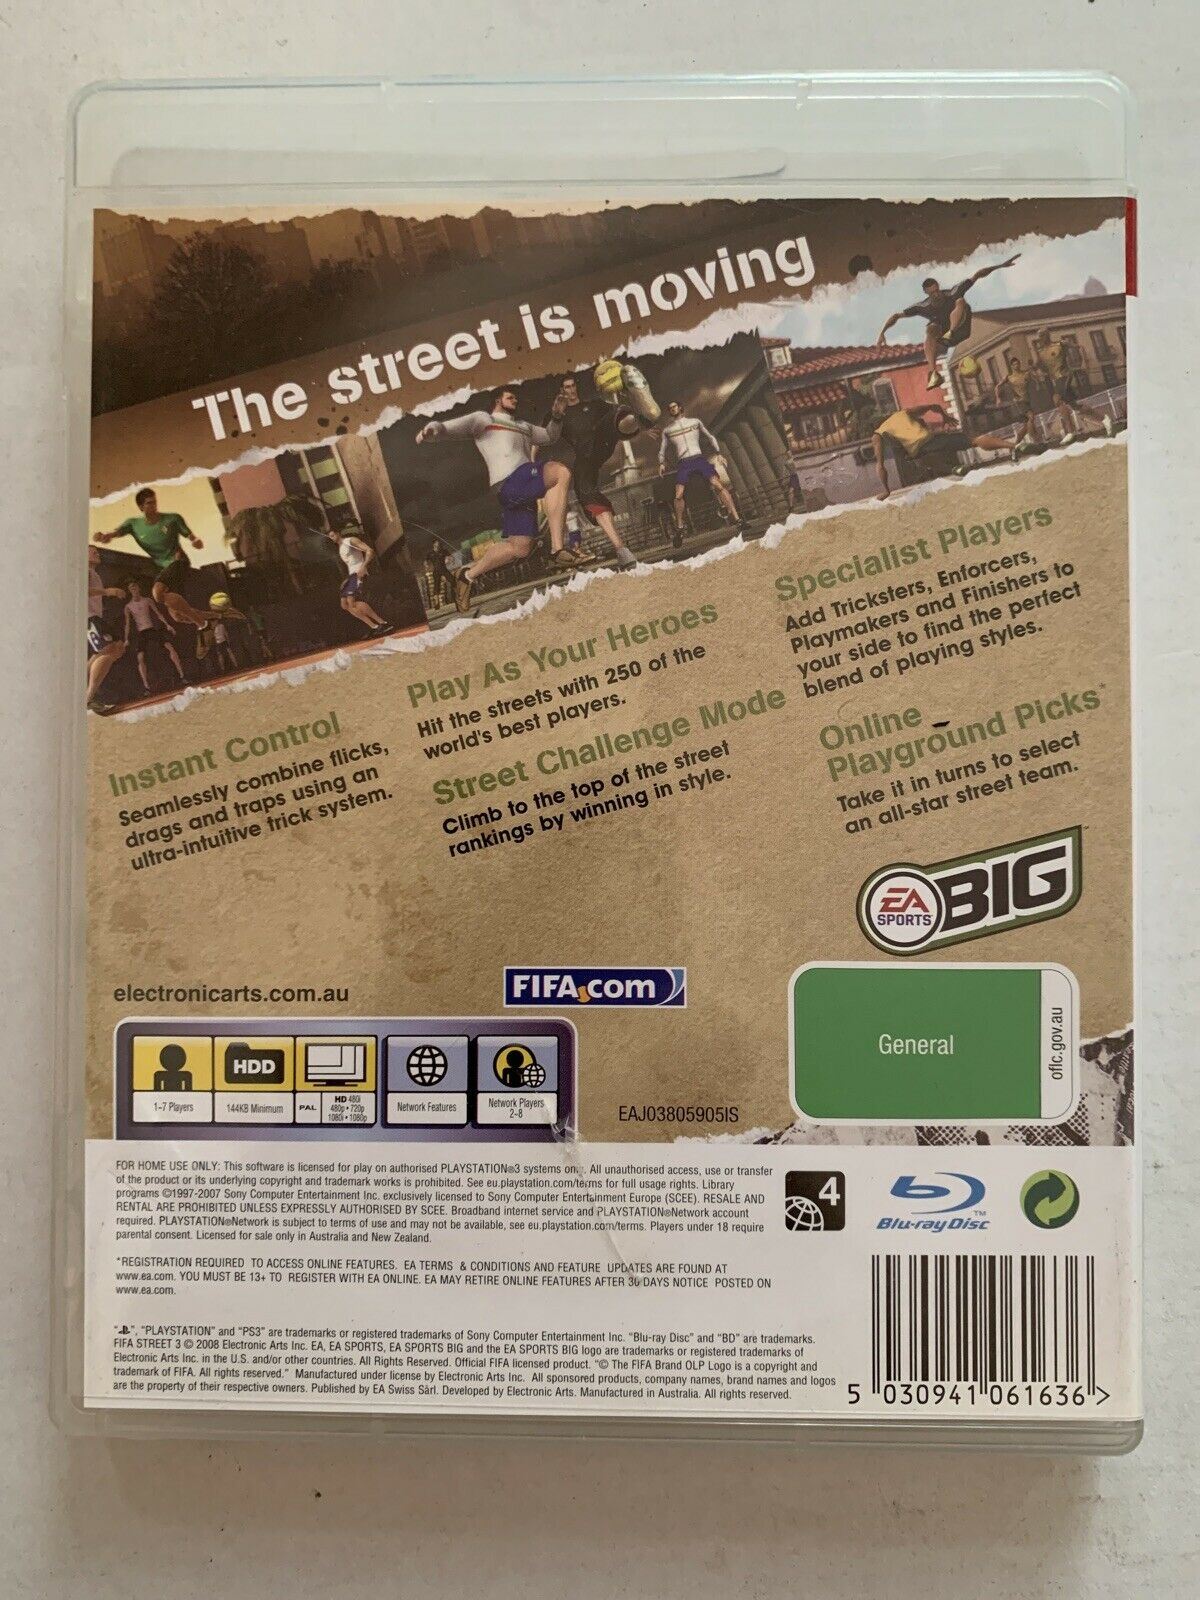 The street is moving
Instant Control
Seamlessly combine flicks,
drags and traps using an
ultra-intuitive trick system.
Play As Your Heroes
Hit the streets with 250 of the
world's best players.
Street Challenge Mode
Climb to the top of the street
rankings by winning in style.
Specialist Players
Add Tricksters, Enforcers,
Playmakers and Finishers to
your side to find the perfect
blend of playing styles.
Online
Playground Picks*
Take it in turns to select
an all-star street team.
EA
SPORTS
BIG™
electronicarts.com.au
FIFA.com
General
oflc.gov.au
1-7 Players
HDD
144KB Minimum
PAL
HD 480i
480p • 720p
1080i • 1080p
Network Features
Network Players
2-8
EAJ03805905IS
FOR HOME USE ONLY: This software is licensed for play on authorised PLAYSTATION®3 systems only. All unauthorised access, use or transfer
of the product or its underlying copyright and trademark works is prohibited. See eu.playstation.com/terms for full usage rights. Library
programs ©1997-2007 Sony Computer Entertainment Inc. exclusively licensed to Sony Computer Entertainment Europe (SCEE). RESALE AND
RENTAL ARE PROHIBITED UNLESS EXPRESSLY AUTHORISED BY SCEE. Broadband internet service and PLAYSTATION®Network account
required. PLAYSTATION®Network is subject to terms of use and may not be available, see eu.playstation.com/terms. Players under 18 require
parental consent. Licensed for sale only in Australia and New Zealand.
4
Blu-ray Disc™
*REGISTRATION REQUIRED TO ACCESS ONLINE FEATURES. EA TERMS & CONDITIONS AND FEATURE UPDATES ARE FOUND AT
www.ea.com. YOU MUST BE 13+ TO REGISTER WITH EA ONLINE. EA MAY RETIRE ONLINE FEATURES AFTER 30 DAYS NOTICE POSTED ON
www.ea.com.
"", "PLAYSTATION" and "PS3" are trademarks or registered trademarks of Sony Computer Entertainment Inc. "Blu-ray Disc" and "BD" are trademarks.
FIFA STREET 3 © 2008 Electronic Arts Inc. EA, EA SPORTS, EA SPORTS BIG and the EA SPORTS BIG logo are trademarks or registered trademarks of
Electronic Arts Inc. in the U.S. and/or other countries. All Rights Reserved. Official FIFA licensed product. "© The FIFA Brand OLP Logo is a copyright and
trademark of FIFA. All rights reserved." Manufactured under license by Electronic Arts Inc. All sponsored products, company names, brand names and logos
are the property of their respective owners. Published by EA Swiss Sàrl. Developed by Electronic Arts. Manufactured in Australia. All rights reserved.
5 030941 061636 >